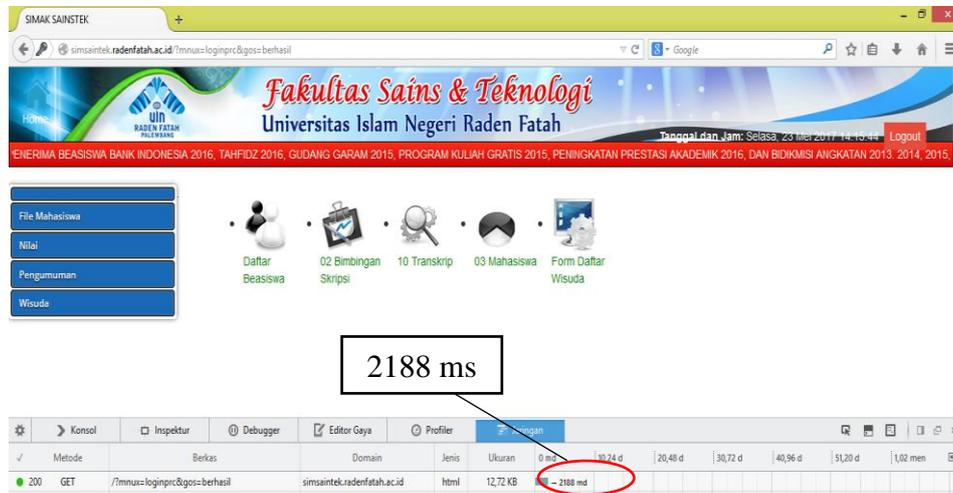 SIMAK SAINSTEK
simsaintek.radenfatah.ac.id/?mnux=loginprc&gos=berhasil
Google
Home
uin
RADEN FATAH
PALEMBANG
Fakultas Sains & Teknologi
Universitas Islam Negeri Raden Fatah
Tanggal dan Jam: Selasa, 23 Mei 2017 14:15:44
Logout
PENERIMA BEASISWA BANK INDONESIA 2016, TAHFIDZ 2016, GUDANG GARAM 2015, PROGRAM KULIAH GRATIS 2015, PENINGKATAN PRESTASI AKADEMIK 2016, DAN BIDIKMISI ANGKATAN 2013. 2014, 2015,
File Mahasiswa
Nilai
Pengumuman
Wisuda
Daftar Beasiswa
02 Bimbingan Skripsi
10 Transkrip
03 Mahasiswa
Form Daftar Wisuda
2188 ms
Konsol Inspektur Debugger Editor Gaya Profiler Jaringan
Metode Berkas Domain Jenis Ukuran 0 md 10,24 d 20,48 d 30,72 d 40,96 d 51,20 d 1,02 men
200 GET /?mnux=loginprc&gos=berhasil simsaintek.radenfatah.ac.id html 12,72 KB → 2188 md